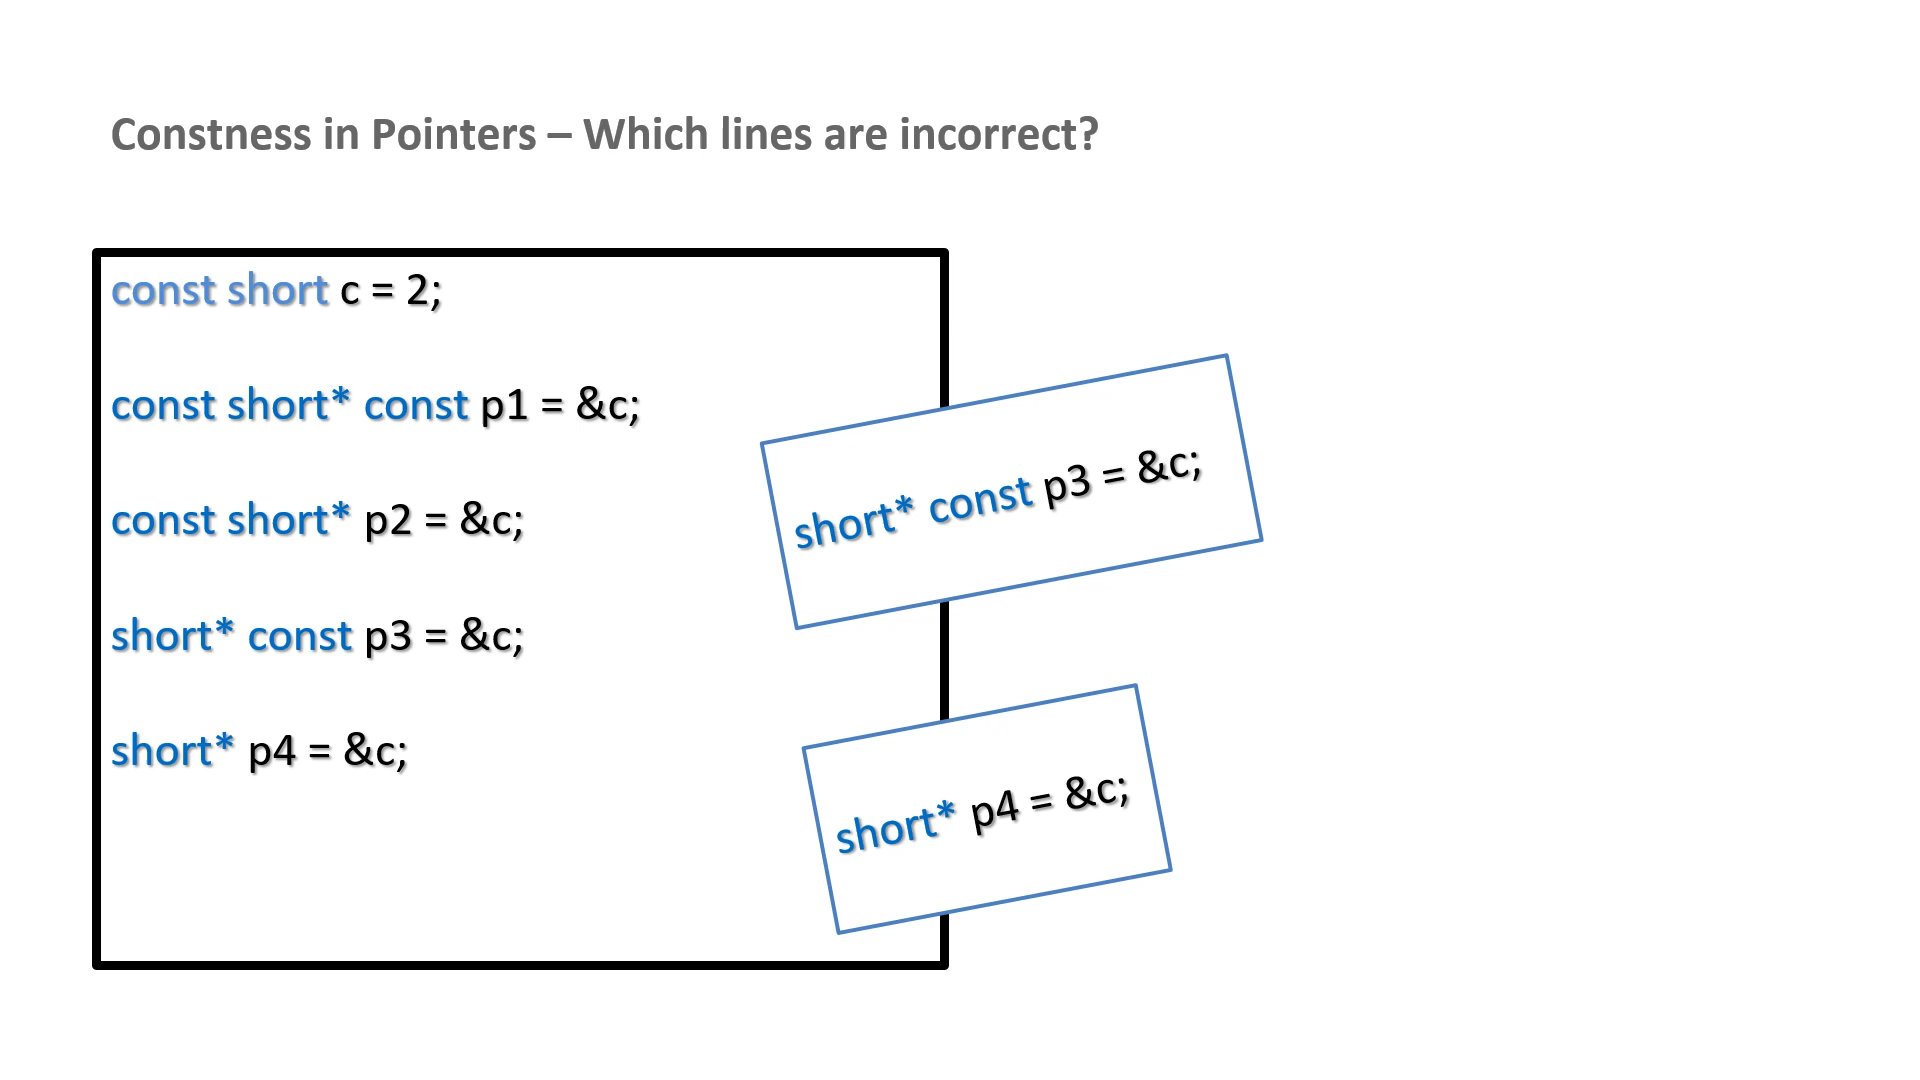 Constness in Pointers – Which lines are incorrect?
const short c = 2;
const short* const p1 = &c;
const short* p2 = &c;
short* const p3 = &c;
short* p4 = &c;
short* const p3 = &c;
short* p4 = &c;